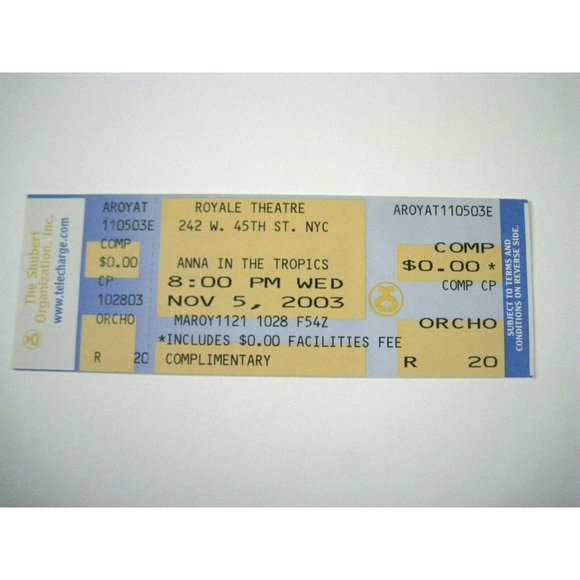 The Shubert
Organization, Inc.
www.telecharge.com
AROYAT
110503E
COMP
$0.00
CP
102803
ORCHO
R 20
ROYALE THEATRE
242 W. 45TH ST. NYC
ANNA IN THE TROPICS
8:00 PM WED
NOV 5, 2003
MAROY1121 1028 F54Z
*INCLUDES $0.00 FACILITIES FEE
COMPLIMENTARY
AROYAT110503E
COMP
$0.00 *
COMP CP
ORCHO
R 20
SUBJECT TO TERMS AND
CONDITIONS ON REVERSE SIDE.